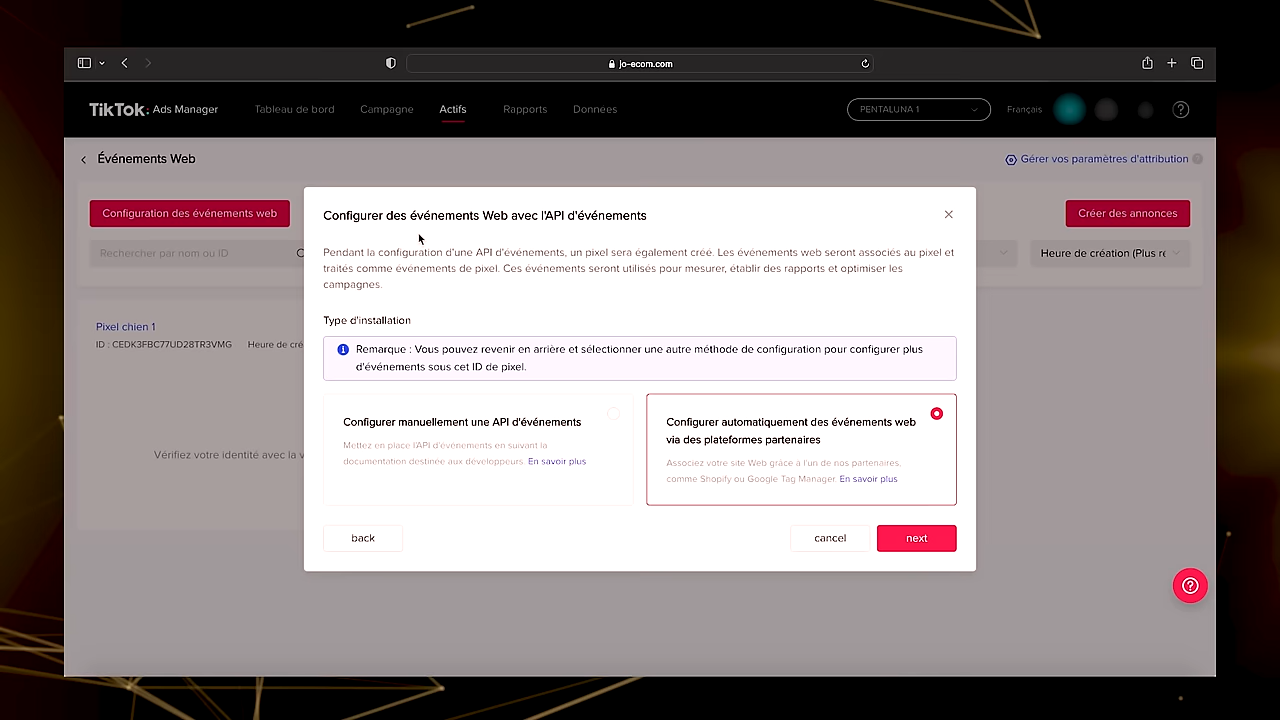 jo-ecom.com
TikTok: Ads Manager
Tableau de bord
Campagne
Actifs
Rapports
Données
PENTALUNA 1
Français
Événements Web
Gérer vos paramètres d'attribution
Configuration des événements web
Créer des annonces
Rechercher par nom ou ID
Heure de création (Plus ré
Pixel chien 1
ID : CEDK3FBC77UD28TR3VMG
Heure de cré
Vérifiez votre identité avec la v
Configurer des événements Web avec l'API d'événements
Pendant la configuration d'une API d'événements, un pixel sera également créé. Les événements web seront associés au pixel et
traités comme événements de pixel. Ces événements seront utilisés pour mesurer, établir des rapports et optimiser les
campagnes.
Type d'installation
Remarque : Vous pouvez revenir en arrière et sélectionner une autre méthode de configuration pour configurer plus
d'événements sous cet ID de pixel.
Configurer manuellement une API d'événements
Mettez en place l'API d'événements en suivant la
documentation destinée aux développeurs. En savoir plus
Configurer automatiquement des événements web
via des plateformes partenaires
Associez votre site Web grâce à l'un de nos partenaires,
comme Shopify ou Google Tag Manager. En savoir plus
back
cancel
next